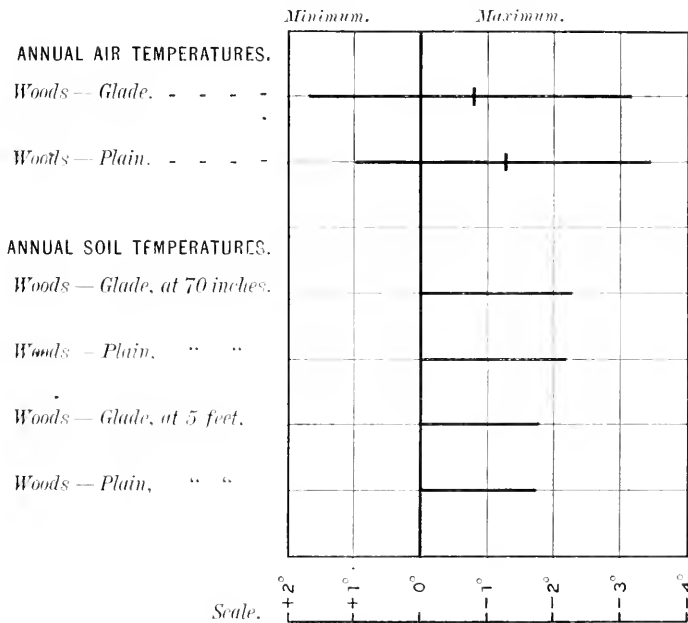 Minimum. Maximum.
ANNUAL AIR TEMPERATURES.
Woods — Glade. - - - -
Woods — Plain. - - - -
ANNUAL SOIL TEMPERATURES.
Woods — Glade, at 70 inches.
Woods — Plain, " "
Woods — Glade, at 5 feet.
Woods — Plain, " "
Scale. +2° +1° 0° -1° -2° -3° -4°